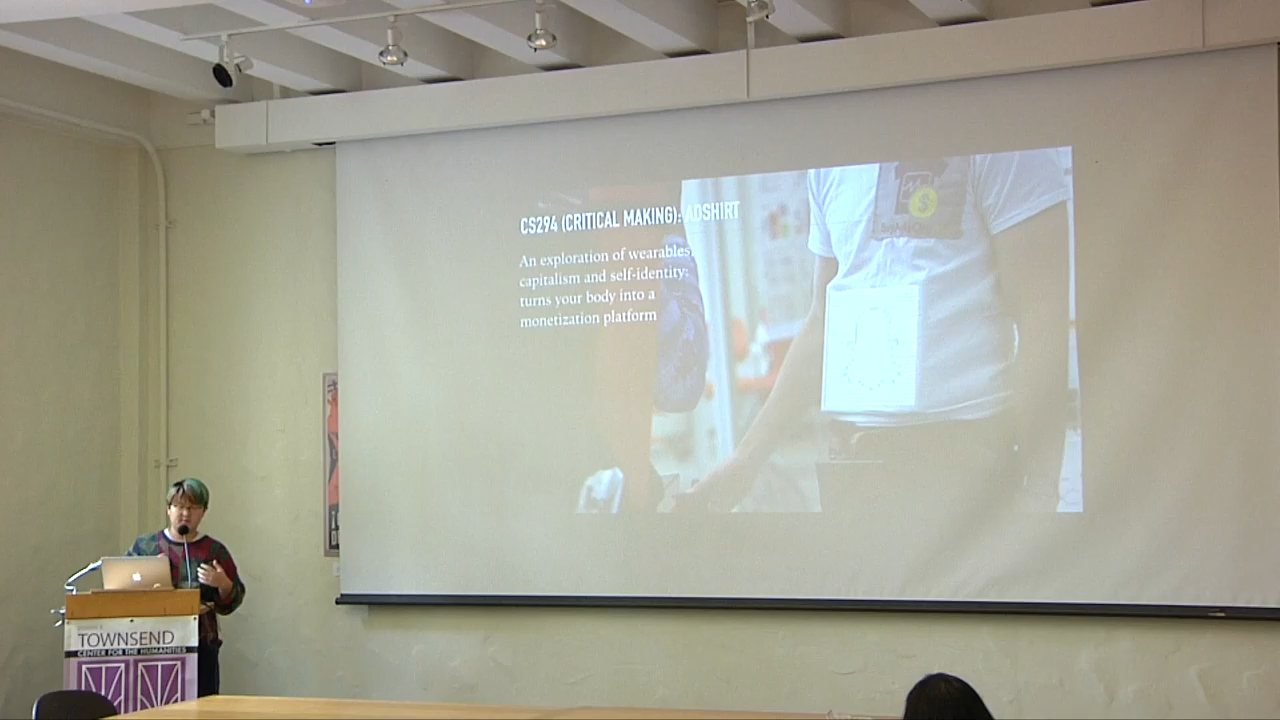 CS294 (CRITICAL MAKING): ADSHIRT
An exploration of wearables,
capitalism and self-identity:
turns your body into a
monetization platform
$
TOWNSEND
CENTER FOR THE HUMANITIES